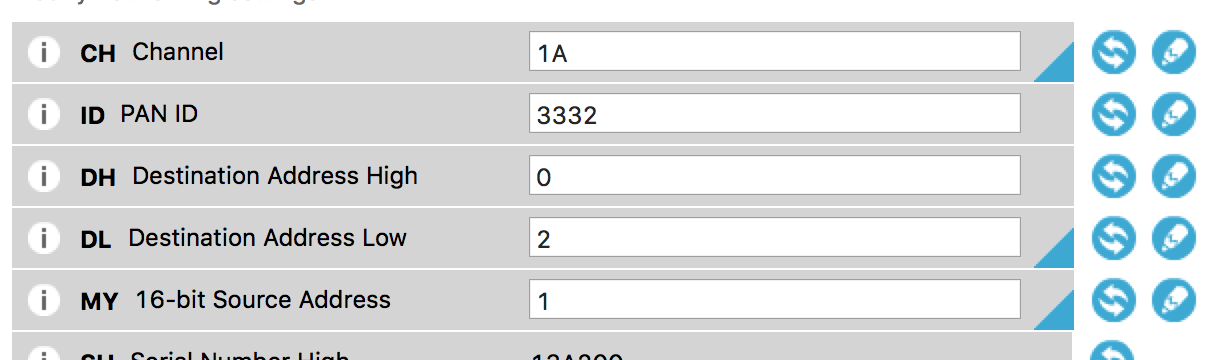 CH Channel 1A
ID PAN ID 3332
DH Destination Address High 0
DL Destination Address Low 2
MY 16-bit Source Address 1
SH Serial Number High 13A200